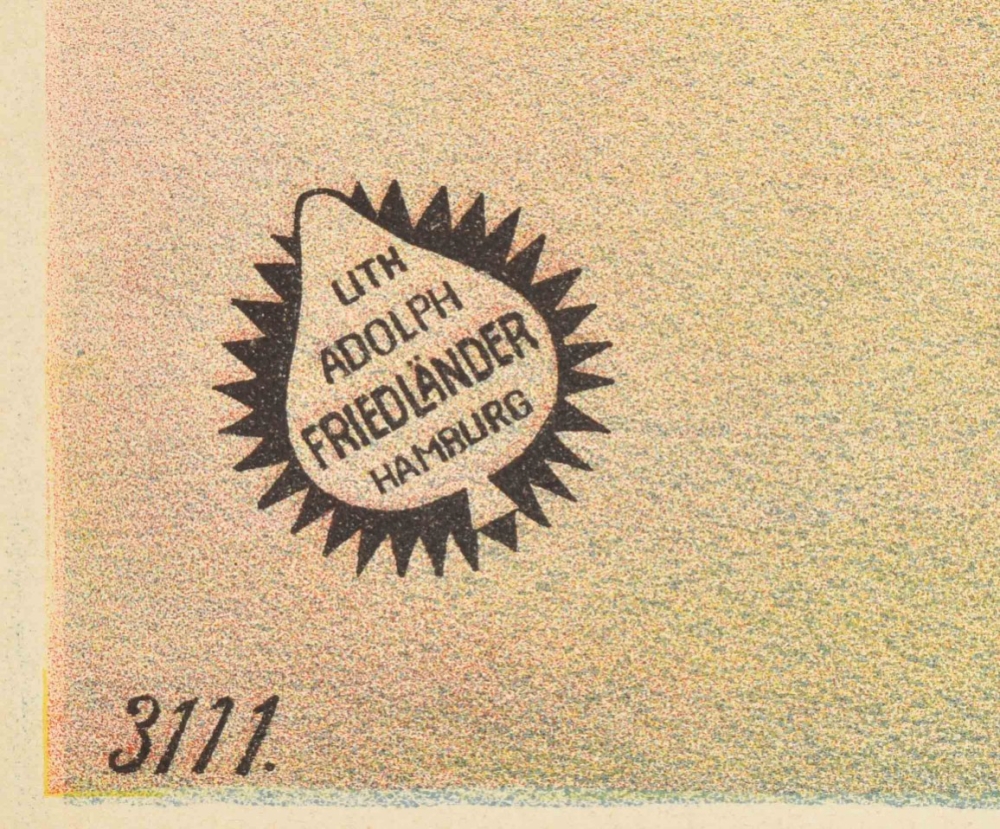 LITH
ADOLPH
FRIEDLÄNDER
HAMBURG
3111.